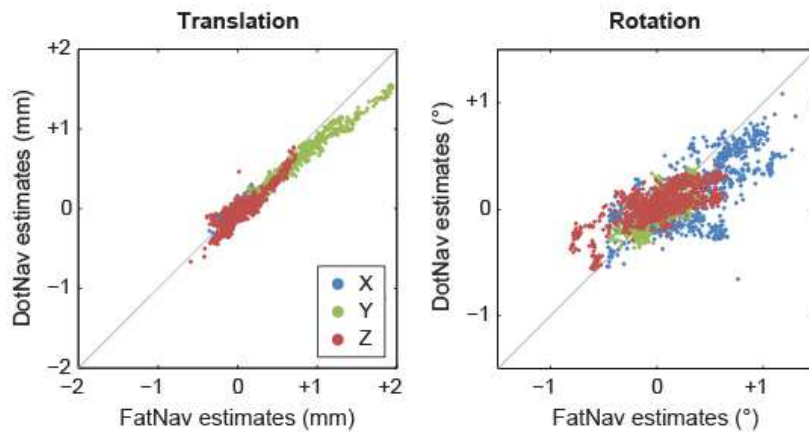 Translation
Rotation
+2
+1
0
−1
−2
DotNav estimates (mm)
−2
−1
0
+1
+2
FatNav estimates (mm)
X
Y
Z
+1
0
−1
DotNav estimates (°)
−1
0
+1
FatNav estimates (°)